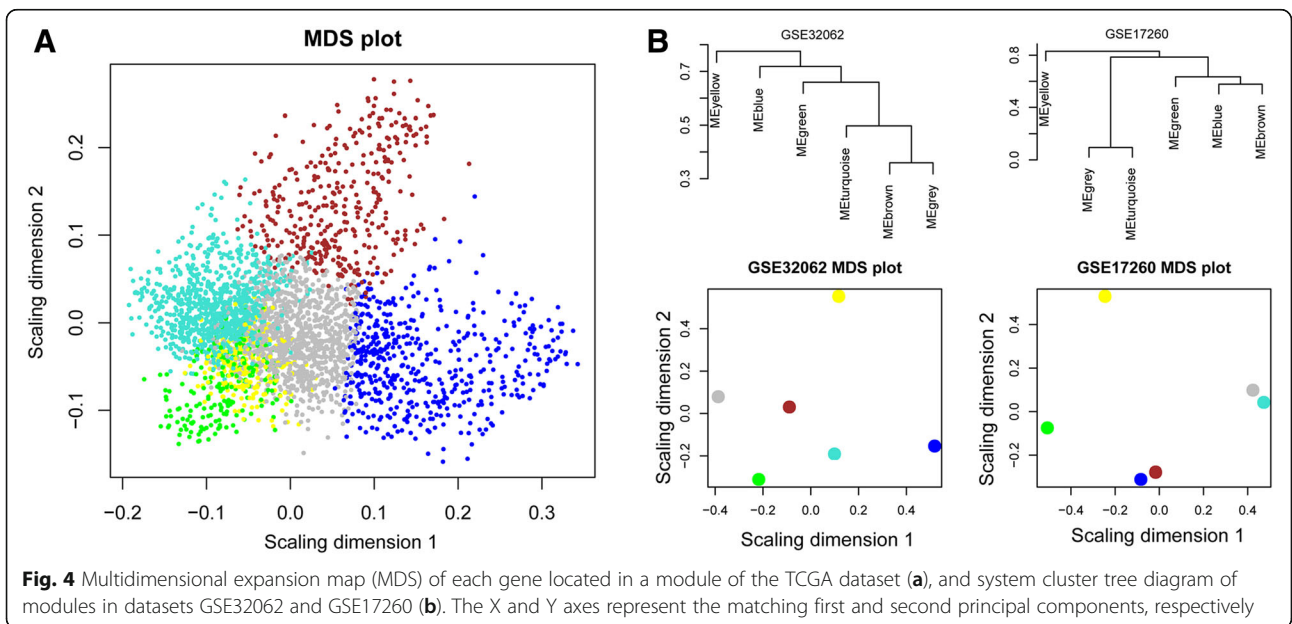 A
MDS plot
Scaling dimension 2
0.2
0.1
0.0
−0.1
−0.2
−0.1
0.0
0.1
0.2
0.3
Scaling dimension 1
B
GSE32062
0.7
0.5
0.3
MEyellow
MEblue
MEgreen
MEturquoise
MEbrown
MEgrey
GSE17260
0.8
0.4
0.0
MEyellow
MEgrey
MEturquoise
MEgreen
MEblue
MEbrown
GSE32062 MDS plot
Scaling dimension 2
0.4
0.2
0.0
−0.2
−0.4
−0.2
0.0
0.2
0.4
Scaling dimension 1
GSE17260 MDS plot
Scaling dimension 2
0.4
0.2
0.0
−0.2
−0.4
−0.2
0.0
0.2
0.4
Scaling dimension 1
Fig. 4 Multidimensional expansion map (MDS) of each gene located in a module of the TCGA dataset (a), and system cluster tree diagram of
modules in datasets GSE32062 and GSE17260 (b). The X and Y axes represent the matching first and second principal components, respectively